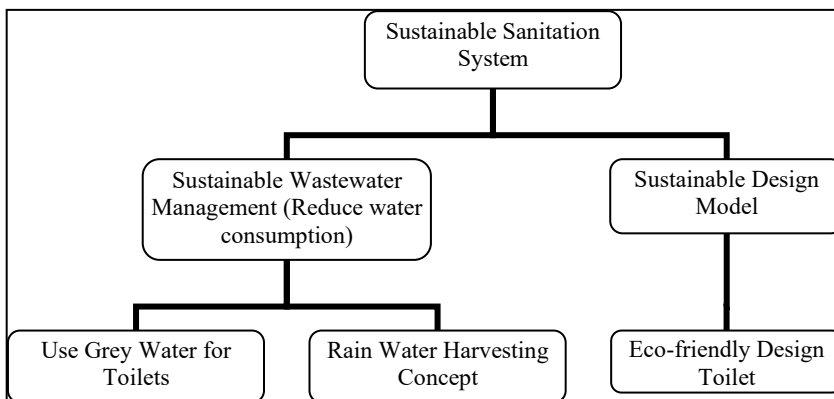 Sustainable Sanitation
System
Sustainable Wastewater
Management (Reduce water
consumption)
Sustainable Design
Model
Use Grey Water for
Toilets
Rain Water Harvesting
Concept
Eco-friendly Design
Toilet